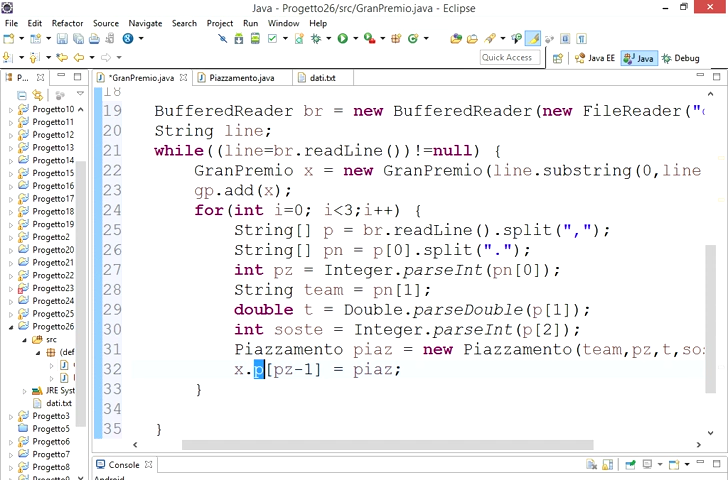 Java - Progetto26/src/GranPremio.java - Eclipse
File Edit Refactor Source Navigate Search Project Run Window Help
Quick Access
Java EE
Java
Debug
P...
*GranPremio.java
Piazzamento.java
dati.txt
Progetto10
Progetto11
Progetto12
Progetto13
Progetto14
Progetto15
Progetto16
Progetto17
Progetto18
Progetto19
Progetto2
Progetto20
Progetto21
Progetto22
Progetto23
Progetto24
Progetto25
Progetto26
src
(def
JRE Syst
dati.txt
Progetto3
Progetto5
Progetto6
Progetto7
Progetto8
18
19 BufferedReader br = new BufferedReader(new FileReader("
20 String line;
21 while((line=br.readLine())!=null) {
22 GranPremio x = new GranPremio(line.substring(0,line
23 gp.add(x);
24 for(int i=0; i<3;i++) {
25 String[] p = br.readLine().split(",");
26 String[] pn = p[0].split(".");
27 int pz = Integer.parseInt(pn[0]);
28 String team = pn[1];
29 double t = Double.parseDouble(p[1]);
30 int soste = Integer.parseInt(p[2]);
31 Piazzamento piaz = new Piazzamento(team,pz,t,sos
32 x.p[pz-1] = piaz;
33 }
34
35 }
Console
Android